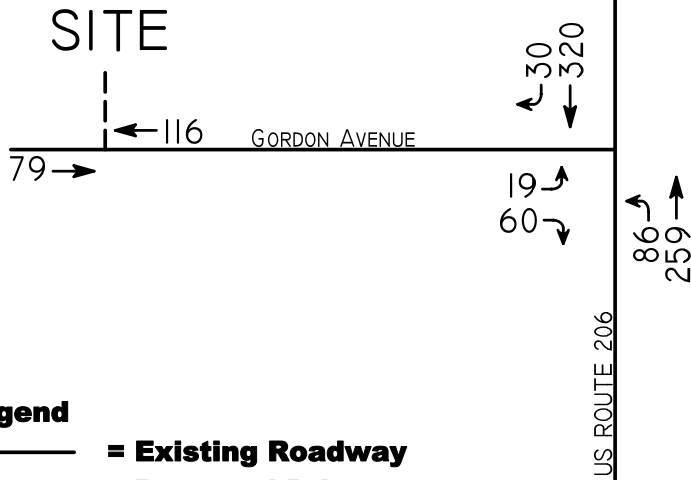 SITE
30
320
116
GORDON AVENUE
79
19
60
86
259
US ROUTE 206
gend
= Existing Roadway